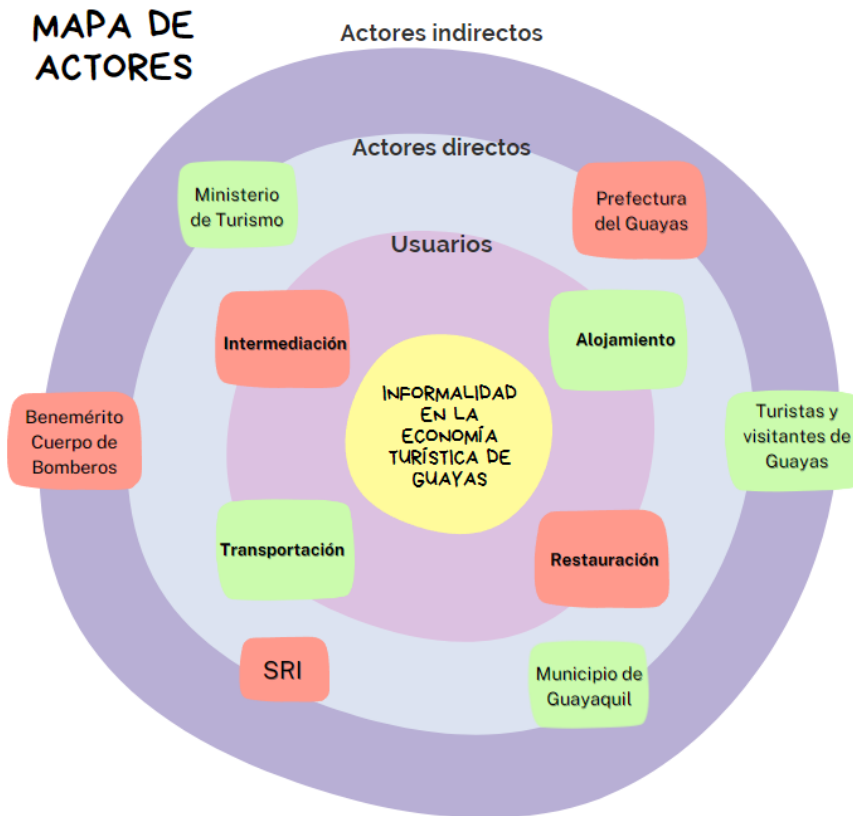 MAPA DE
ACTORES
Actores indirectos
Actores directos
Ministerio
de Turismo
Prefectura
del Guayas
Usuarios
Intermediación
Alojamiento
INFORMALIDAD
EN LA
ECONOMÍA
TURÍSTICA DE
GUAYAS
Benemérito
Cuerpo de
Bomberos
Turistas y
visitantes de
Guayas
Transportación
Restauración
SRI
Municipio de
Guayaquil